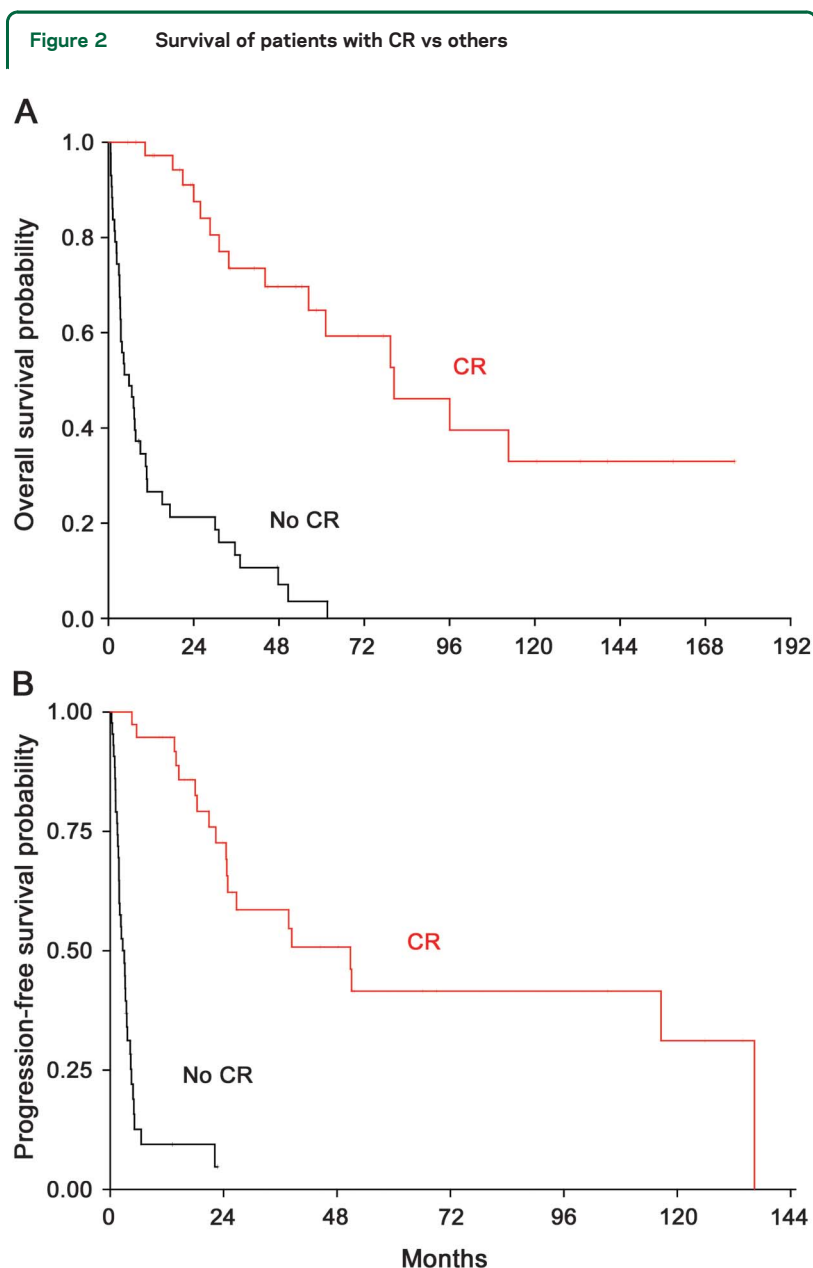 Figure 2 Survival of patients with CR vs others
A
Overall survival probability
1.0
0.8
0.6
0.4
0.2
0.0
CR
No CR
0 24 48 72 96 120 144 168 192
B
Progression-free survival probability
1.00
0.75
0.50
0.25
0.00
CR
No CR
0 24 48 72 96 120 144
Months